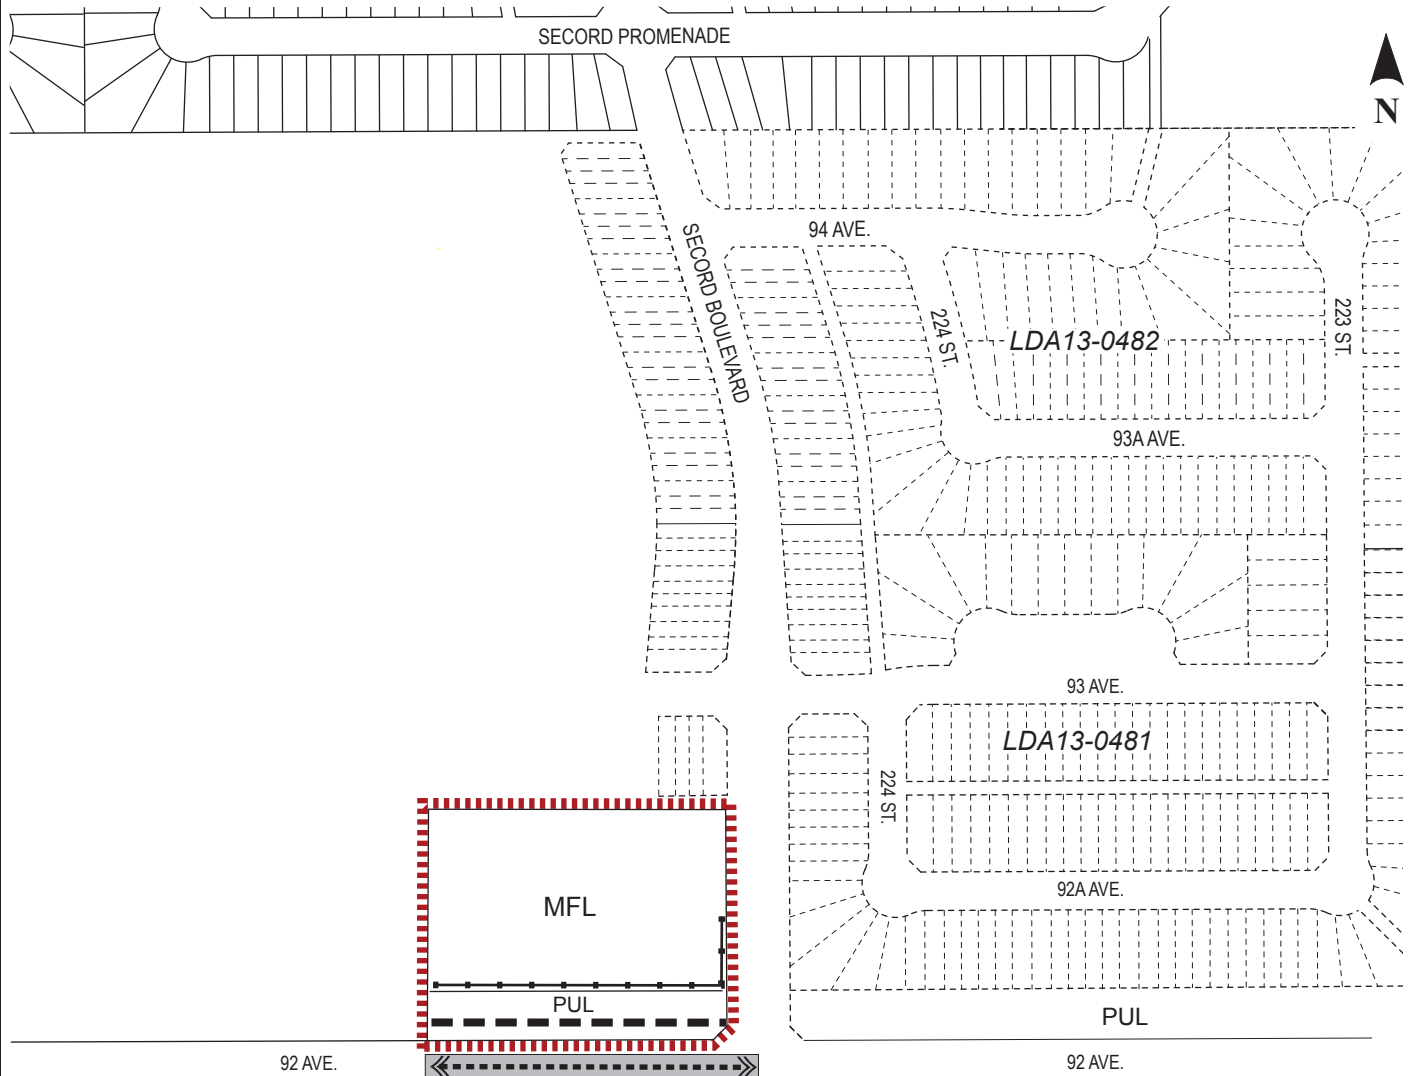 SECORD PROMENADE
N
94 AVE.
SECORD BOULEVARD
224 ST.
LDA13-0482
223 ST.
93A AVE.
93 AVE.
LDA13-0481
224 ST.
92A AVE.
MFL
PUL
PUL
92 AVE.
92 AVE.